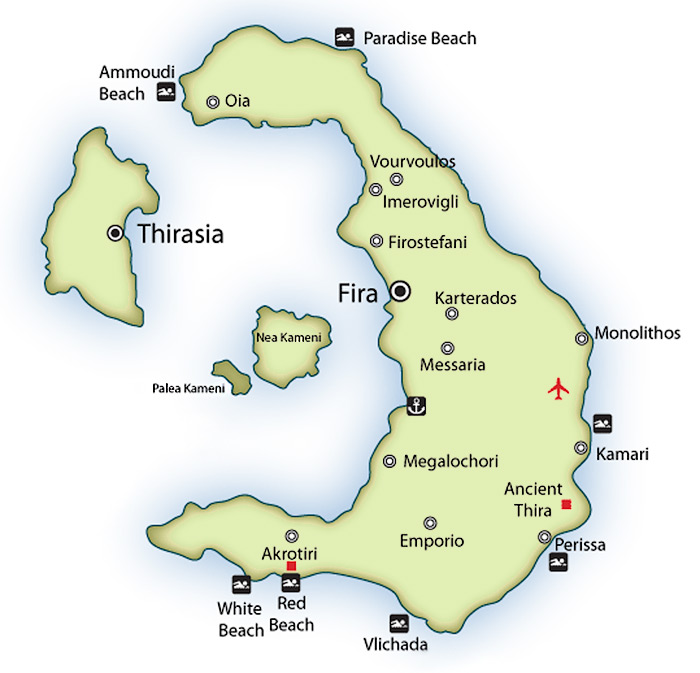 Paradise Beach
Ammoudi
Beach
Oia
Vourvoulos
Imerovigli
Thirasia
Firostefani
Fira
Karterados
Monolithos
Nea Kameni
Messaria
Palea Kameni
Kamari
Megalochori
Ancient
Thira
Emporio
Perissa
Akrotiri
White
Beach
Red
Beach
Vlichada